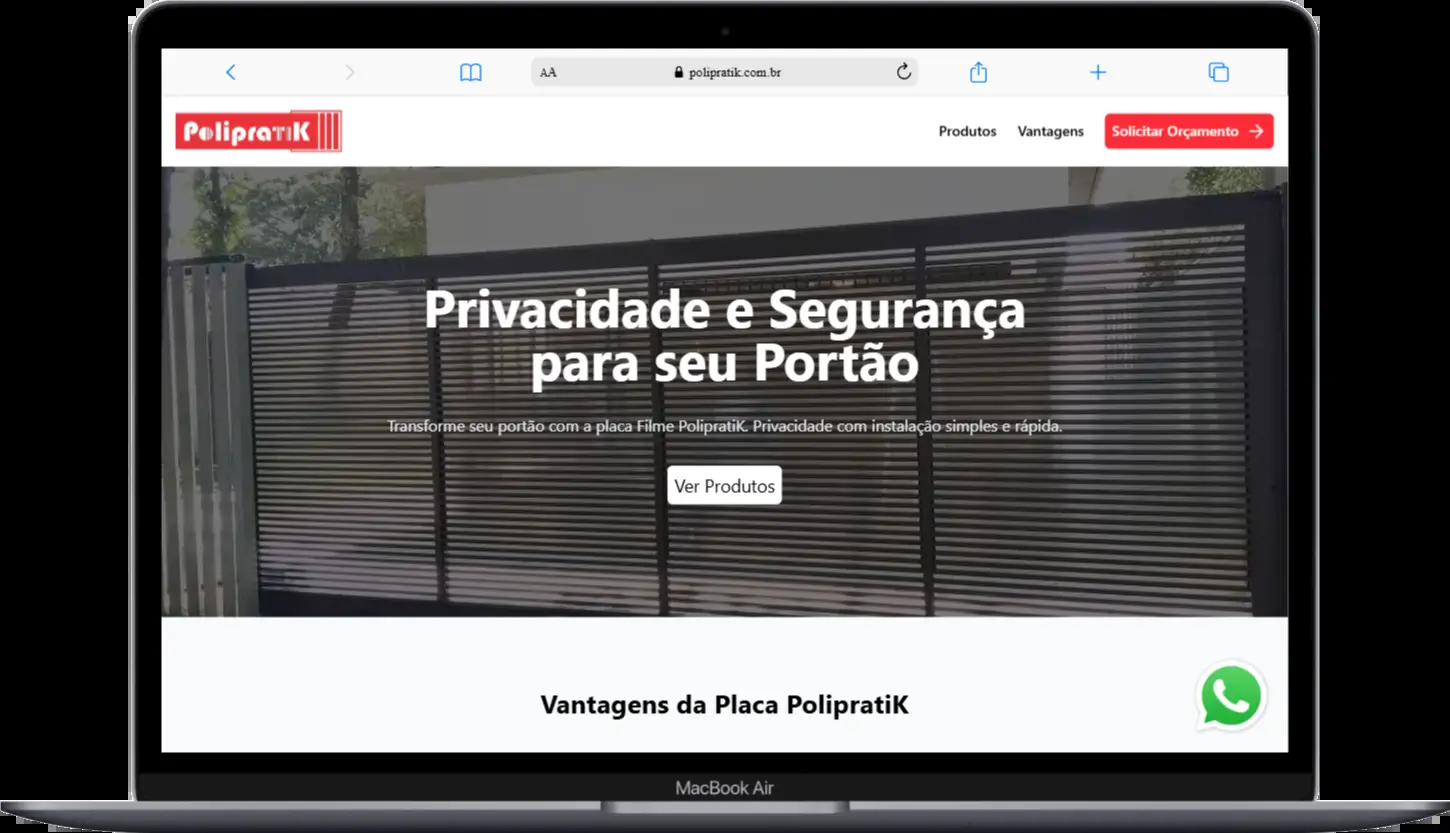 AA
polipratik.com.br
PolipratiK
Produtos
Vantagens
Solicitar Orçamento →
Privacidade e Segurança
para seu Portão
Transforme seu portão com a placa Filme PolipratiK. Privacidade com instalação simples e rápida.
Ver Produtos
Vantagens da Placa PolipratiK
MacBook Air